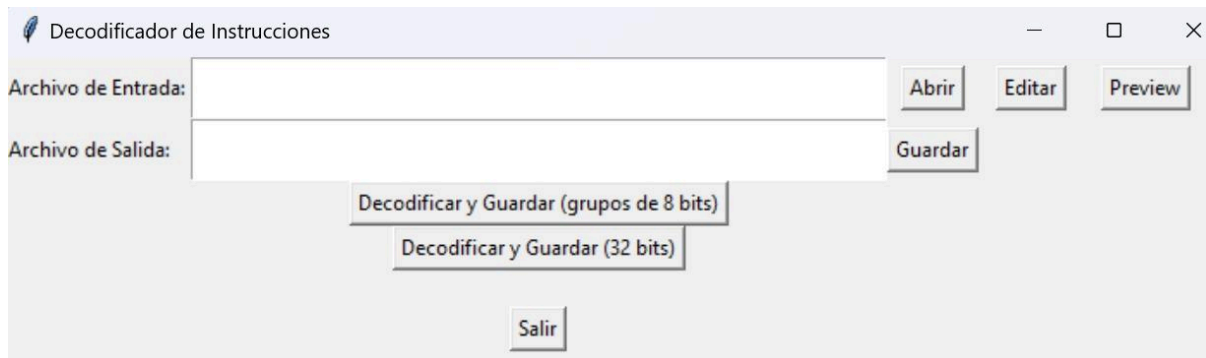 Decodificador de Instrucciones
Archivo de Entrada: Abrir Editar Preview
Archivo de Salida: Guardar
Decodificar y Guardar (grupos de 8 bits)
Decodificar y Guardar (32 bits)
Salir